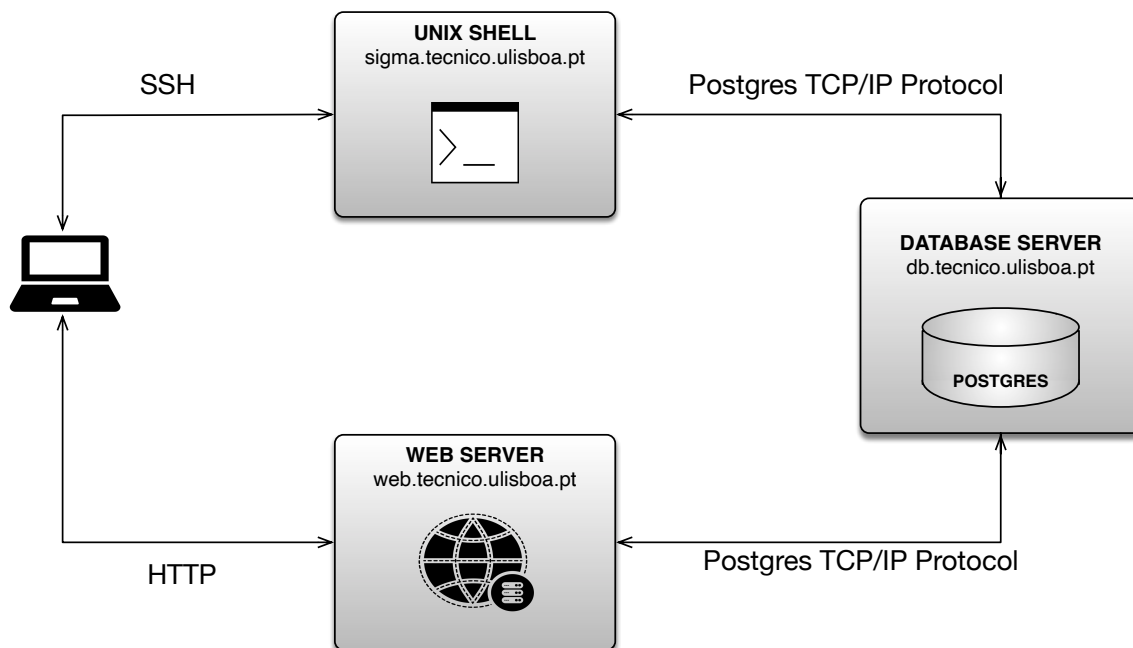 UNIX SHELL
sigma.tecnico.ulisboa.pt
SSH
Postgres TCP/IP Protocol
DATABASE SERVER
db.tecnico.ulisboa.pt
POSTGRES
WEB SERVER
web.tecnico.ulisboa.pt
HTTP
Postgres TCP/IP Protocol